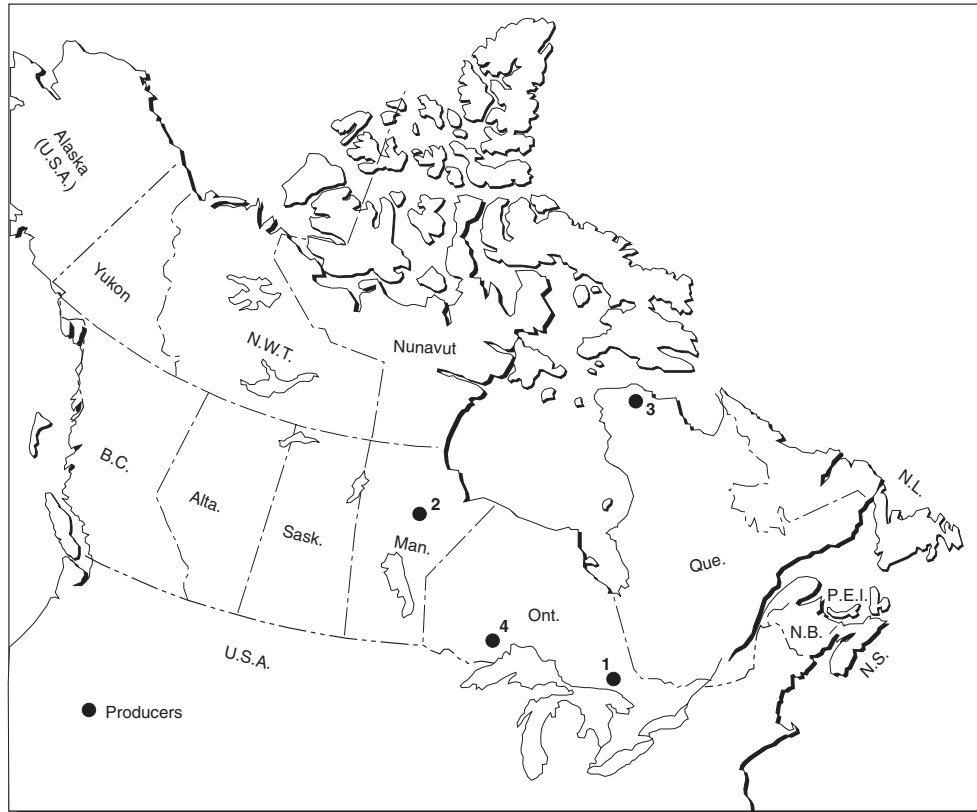 Alaska
(U.S.A.)
Yukon
N.W.T.
Nunavut
3
B.C.
Alta.
Sask.
2
Man.
N.L.
Que.
P.E.I.
N.B.
N.S.
Ont.
4
1
U.S.A.
Producers